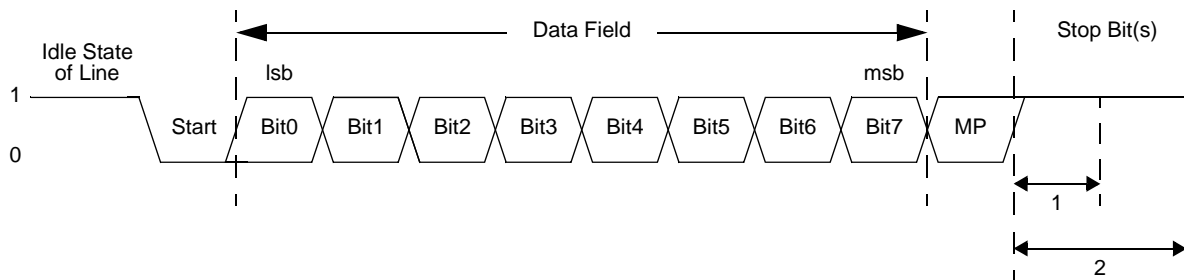 Data Field
Stop Bit(s)
Idle State
of Line
lsb
msb
1
Start
Bit0
Bit1
Bit2
Bit3
Bit4
Bit5
Bit6
Bit7
MP
0
1
2